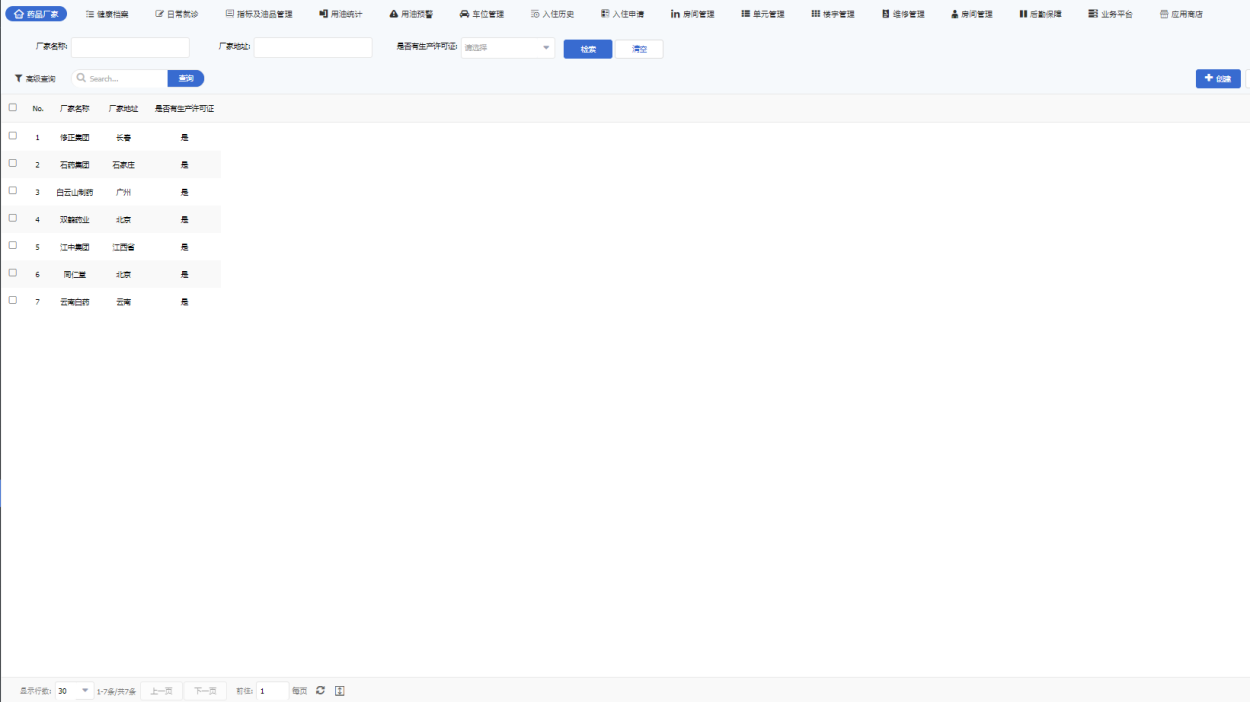 药品厂家 健康档案 日常就诊 指标及油品管理 用油统计 用油预警 车位管理 入住历史 入住申请 房间管理 单元管理 楼宇管理 维修管理 房间管理 后勤保障 业务平台 应用商店
厂家名称: 厂家地址: 是否有生产许可证: 请选择 检索 清空
高级查询 Search... 查询 创建
No. 厂家名称 厂家地址 是否有生产许可证
1 修正集团 长春 是
2 石药集团 石家庄 是
3 白云山制药 广州 是
4 双鹤药业 北京 是
5 江中集团 江西省 是
6 同仁堂 北京 是
7 云南白药 云南 是
显示行数: 30 1-7条/共7条 上一页 下一页 前往: 1 每页